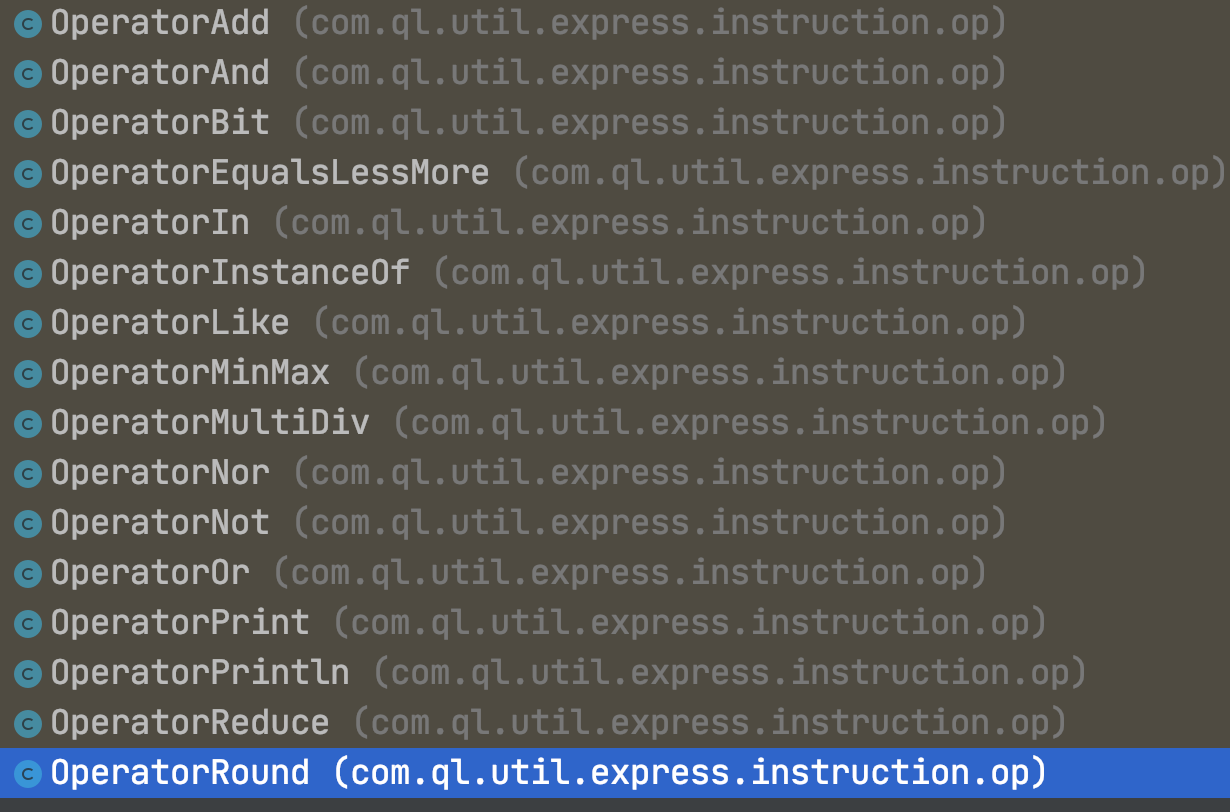 OperatorAdd (com.ql.util.express.instruction.op)
OperatorAnd (com.ql.util.express.instruction.op)
OperatorBit (com.ql.util.express.instruction.op)
OperatorEqualsLessMore (com.ql.util.express.instruction.op)
OperatorIn (com.ql.util.express.instruction.op)
OperatorInstanceOf (com.ql.util.express.instruction.op)
OperatorLike (com.ql.util.express.instruction.op)
OperatorMinMax (com.ql.util.express.instruction.op)
OperatorMultiDiv (com.ql.util.express.instruction.op)
OperatorNor (com.ql.util.express.instruction.op)
OperatorNot (com.ql.util.express.instruction.op)
OperatorOr (com.ql.util.express.instruction.op)
OperatorPrint (com.ql.util.express.instruction.op)
OperatorPrintln (com.ql.util.express.instruction.op)
OperatorReduce (com.ql.util.express.instruction.op)
OperatorRound (com.ql.util.express.instruction.op)